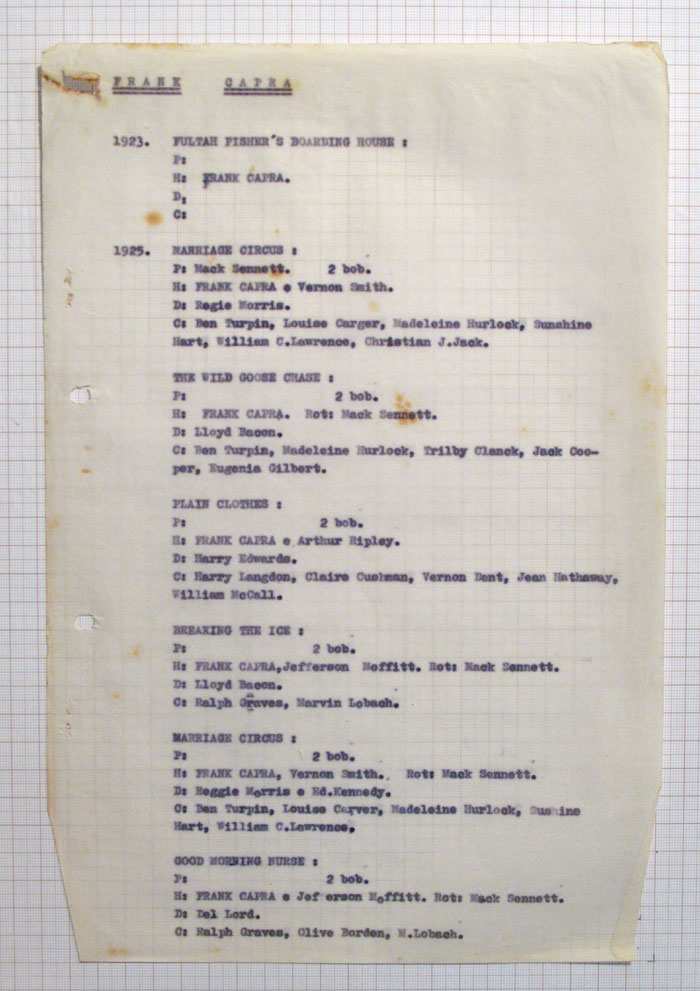 FRANK CAPRA
1923. FULTAH FISHER'S BOARDING HOUSE :
P:
H: FRANK CAPRA.
D:
C:
1925. MARRIAGE CIRCUS :
P: Mack Sennett. 2 bob.
H: FRANK CAPRA e Vernon Smith.
D: Regie Morris.
C: Ben Turpin, Louise Carger, Madeleine Hurlock, Sunshine
Hart, William C.Lawrence, Christian J.Jack.
THE WILD GOOSE CHASE :
P: 2 bob.
H: FRANK CAPRA. Rot: Mack Sennett.
D: Lloyd Bacon.
C: Ben Turpin, Madeleine Hurlock, Trilby Clanck, Jack Coo-
per, Eugenia Gilbert.
PLAIN CLOTHES :
P: 2 bob.
H: FRANK CAPRA e Arthur Ripley.
D: Harry Edwards.
C: Harry Langdon, Claire Cushman, Vernon Dent, Jean Hathaway,
William McCall.
BREAKING THE ICE :
P: 2 bob.
H: FRANK CAPRA,Jefferson Moffitt. Rot: Mack Sennett.
D: Lloyd Bacon.
C: Ralph Graves, Marvin Lobach.
MARRIAGE CIRCUS :
P: 2 bob.
H: FRANK CAPRA, Vernon Smith. Rot: Mack Sennett.
D: Reggie Morris e Ed.Kennedy.
C: Ben Turpin, Louise Carver, Madeleine Hurlock, Sushine
Hart, William C.Lawrence,
GOOD MORNING NURSE :
P: 2 bob.
H: FRANK CAPRA e Jefferson Moffitt. Rot: Mack Sennett.
D: Del Lord.
C: Ralph Graves, Olive Borden, M.Lobach.